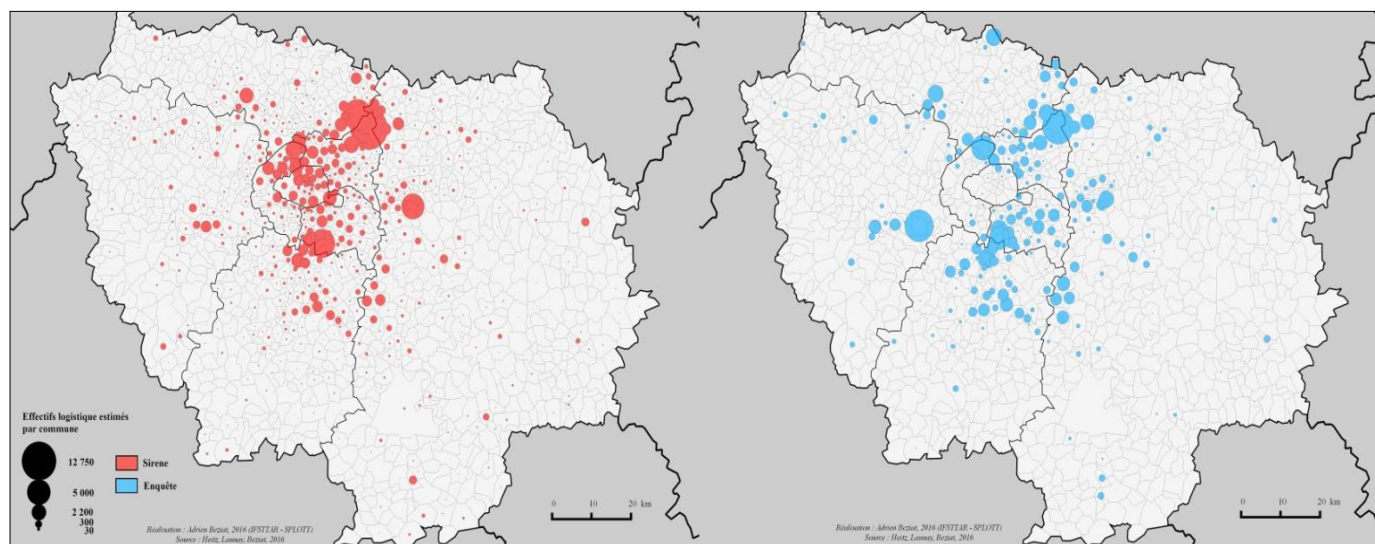 Effectifs logistique estimés
par commune
12 750
5 000
2 200
300
30
Sirene
Enquête
0 10 20 km
Réalisation : Adrien Beziat, 2016 (IFSTTAR - SPLOTT)
Source : Heitz, Launay, Beziat, 2016
0 10 20 km
Réalisation : Adrien Beziat, 2016 (IFSTTAR - SPLOTT)
Source : Heitz, Launay, Beziat, 2016